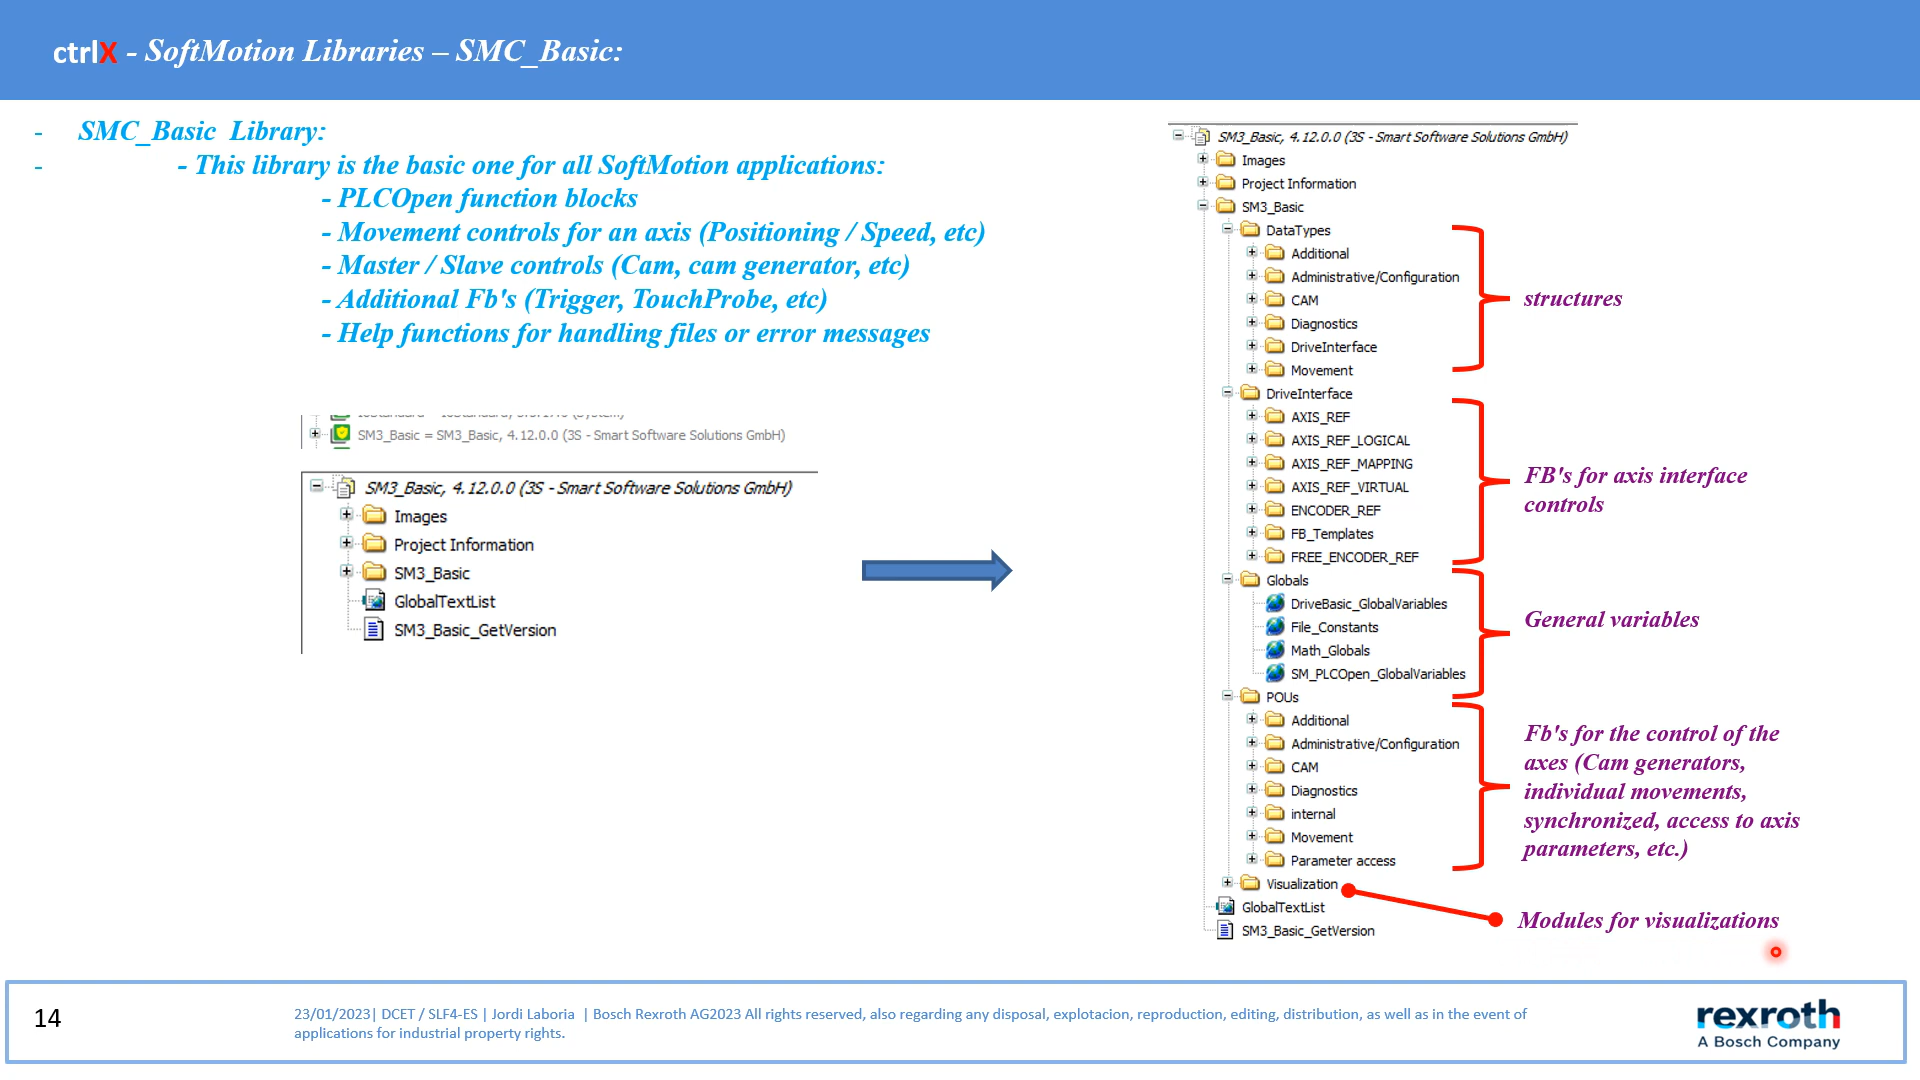 ctrlX - SoftMotion Libraries – SMC_Basic:
- SMC_Basic Library:
- - This library is the basic one for all SoftMotion applications:
- PLCOpen function blocks
- Movement controls for an axis (Positioning / Speed, etc)
- Master / Slave controls (Cam, cam generator, etc)
- Additional Fb's (Trigger, TouchProbe, etc)
- Help functions for handling files or error messages
SM3_Basic = SM3_Basic, 4.12.0.0 (3S - Smart Software Solutions GmbH)
SM3_Basic, 4.12.0.0 (3S - Smart Software Solutions GmbH)
Images
Project Information
SM3_Basic
GlobalTextList
SM3_Basic_GetVersion
SM3_Basic, 4.12.0.0 (3S - Smart Software Solutions GmbH)
Images
Project Information
SM3_Basic
DataTypes
Additional
Administrative/Configuration
CAM
Diagnostics
DriveInterface
Movement
structures
DriveInterface
AXIS_REF
AXIS_REF_LOGICAL
AXIS_REF_MAPPING
AXIS_REF_VIRTUAL
ENCODER_REF
FB_Templates
FREE_ENCODER_REF
FB's for axis interface
controls
Globals
DriveBasic_GlobalVariables
File_Constants
Math_Globals
SM_PLCOpen_GlobalVariables
General variables
POUs
Additional
Administrative/Configuration
CAM
Diagnostics
internal
Movement
Parameter access
Fb's for the control of the
axes (Cam generators,
individual movements,
synchronized, access to axis
parameters, etc.)
Visualization
GlobalTextList
SM3_Basic_GetVersion
Modules for visualizations
14
23/01/2023| DCET / SLF4-ES | Jordi Laboria | Bosch Rexroth AG2023 All rights reserved, also regarding any disposal, explotacion, reproduction, editing, distribution, as well as in the event of
applications for industrial property rights.
rexroth
A Bosch Company